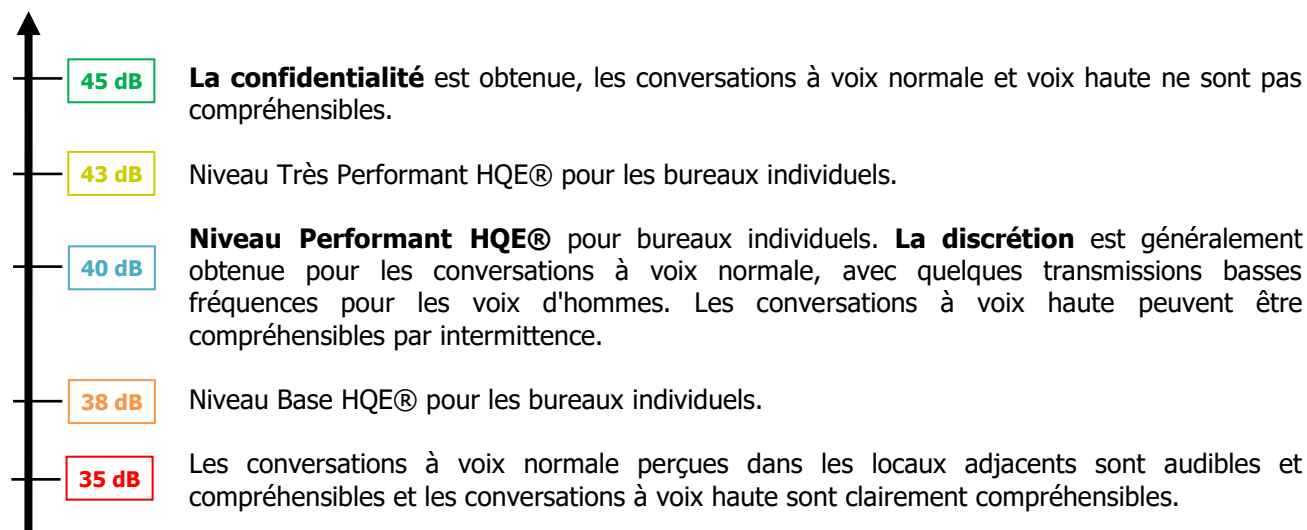 45 dB
La confidentialité est obtenue, les conversations à voix normale et voix haute ne sont pas
compréhensibles.
43 dB
Niveau Très Performant HQE® pour les bureaux individuels.
40 dB
Niveau Performant HQE® pour bureaux individuels. La discrétion est généralement
obtenue pour les conversations à voix normale, avec quelques transmissions basses
fréquences pour les voix d'hommes. Les conversations à voix haute peuvent être
compréhensibles par intermittence.
38 dB
Niveau Base HQE® pour les bureaux individuels.
35 dB
Les conversations à voix normale perçues dans les locaux adjacents sont audibles et
compréhensibles et les conversations à voix haute sont clairement compréhensibles.